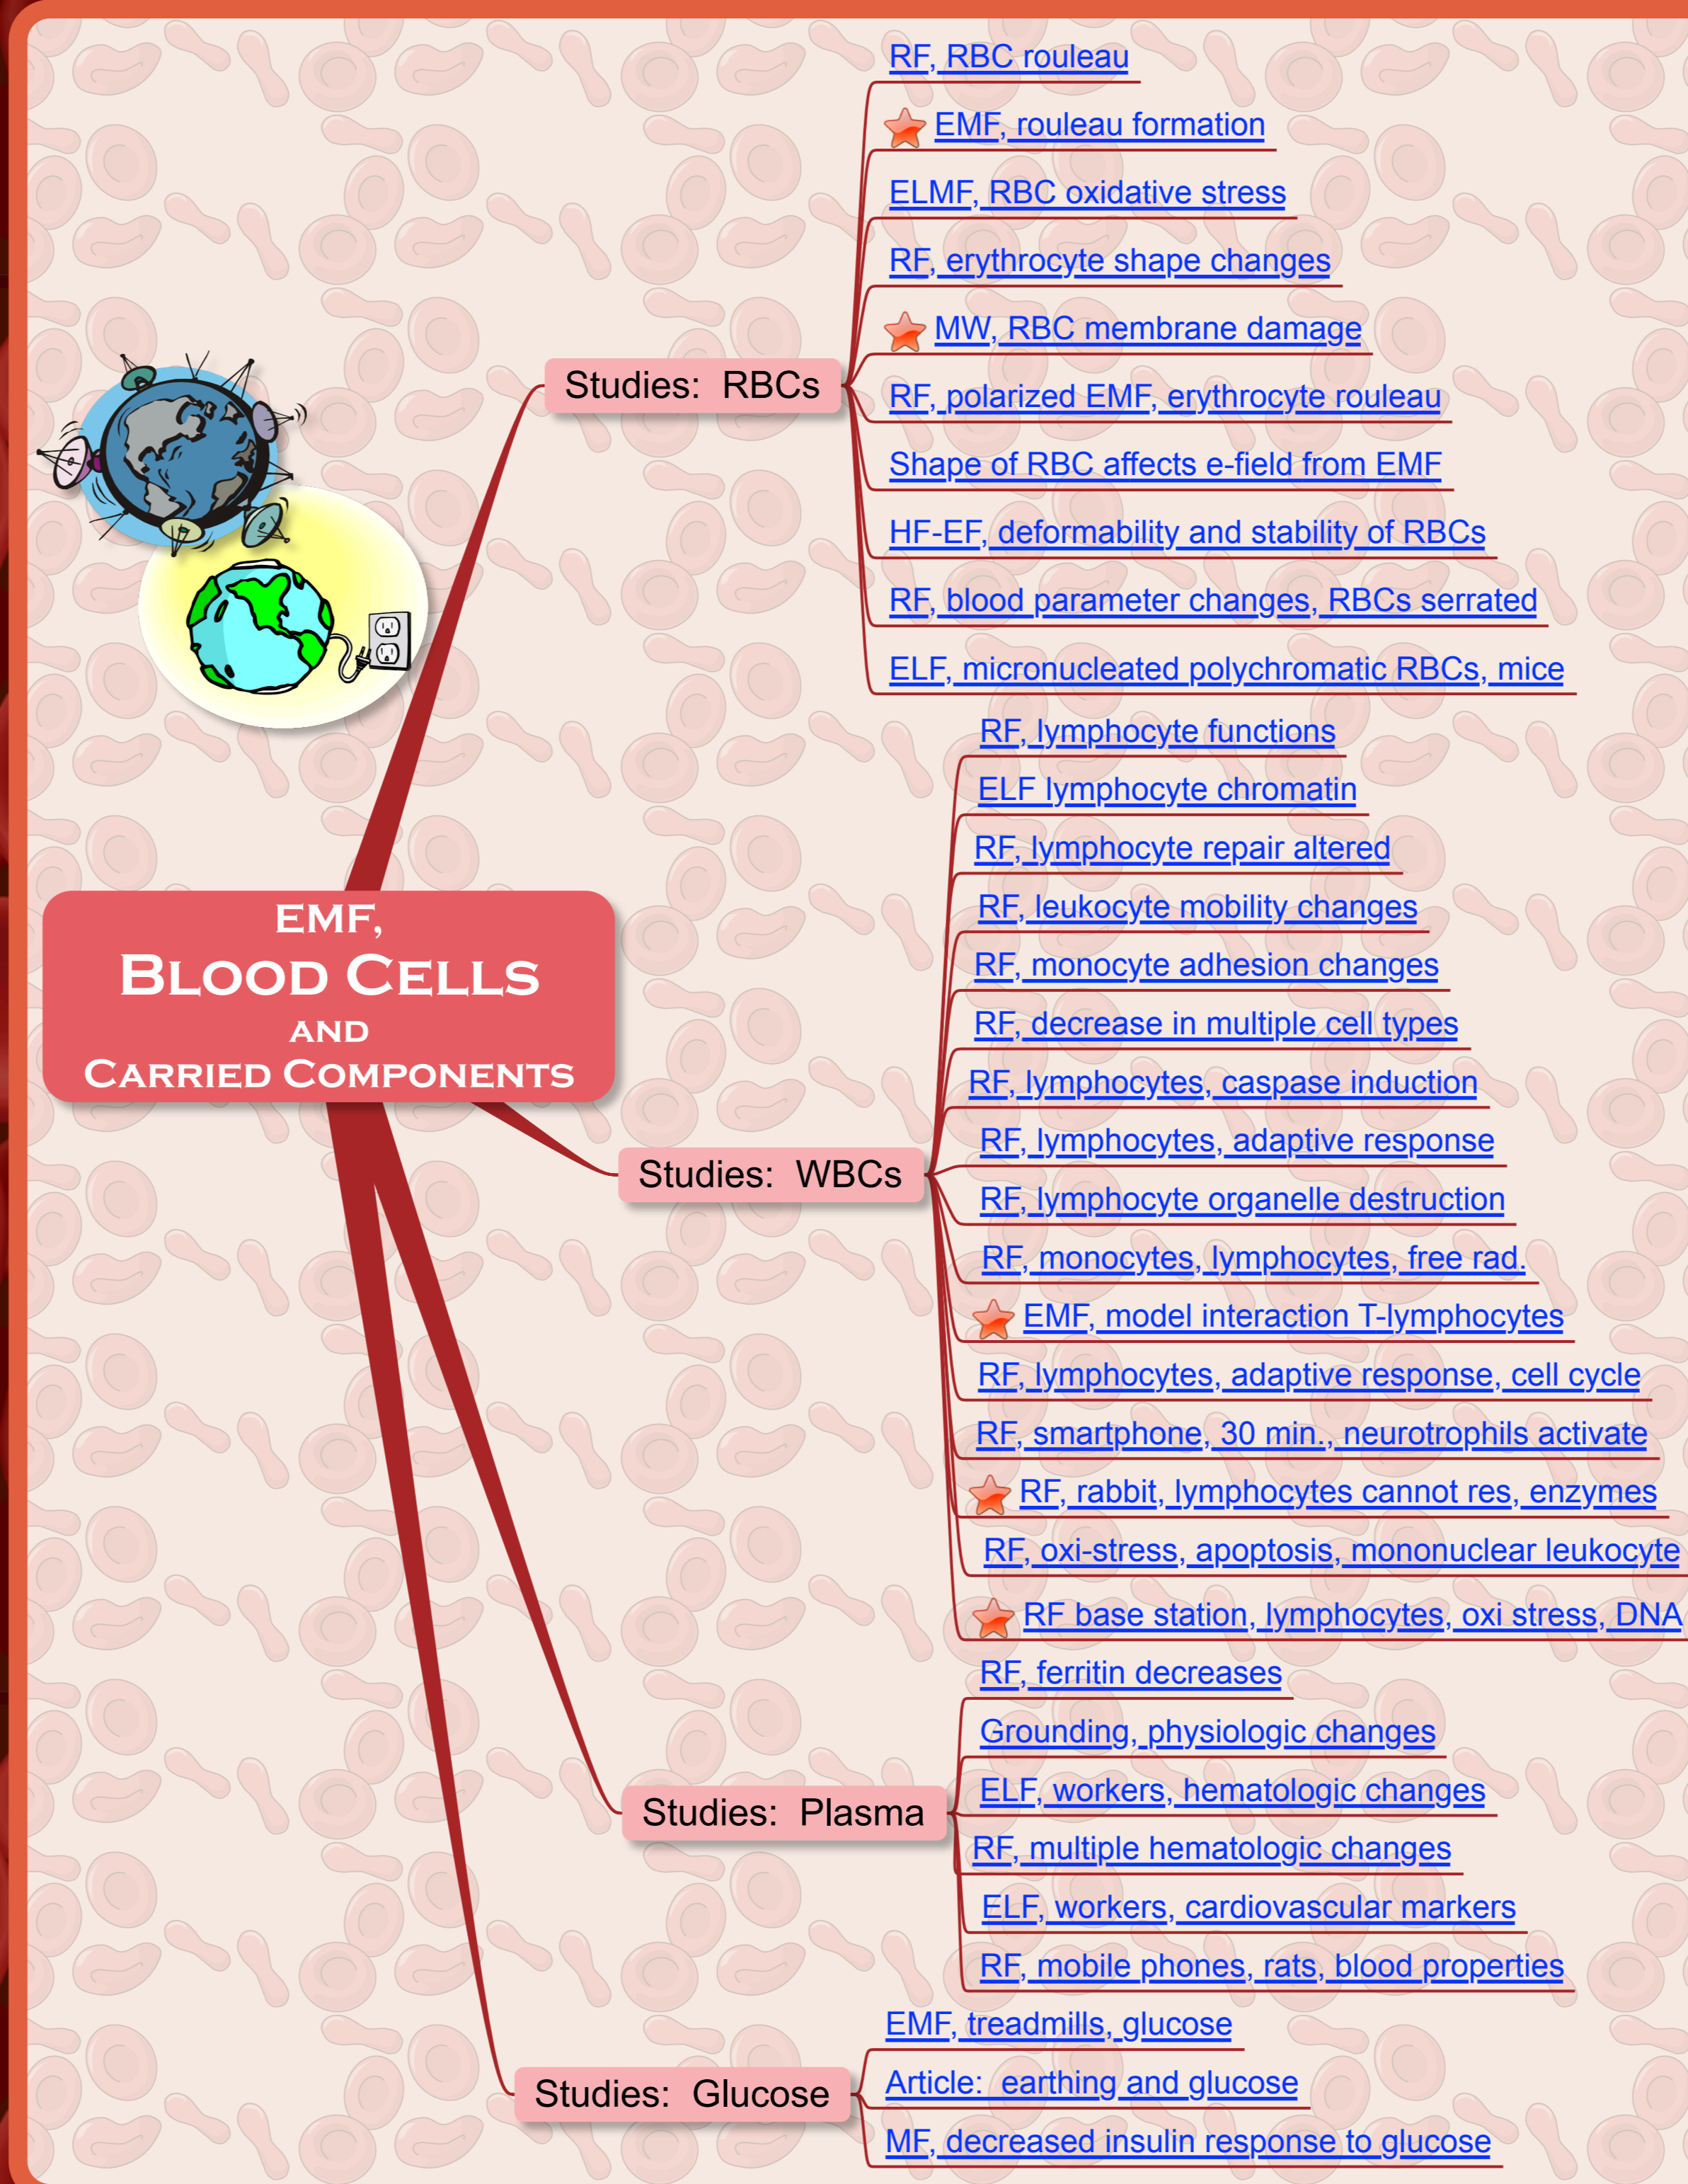 RF, RBC rouleau
EMF, rouleau formation
ELMF, RBC oxidative stress
RF, erythrocyte shape changes
MW, RBC membrane damage
Studies: RBCs
RF, polarized EMF, erythrocyte rouleau
Shape of RBC affects e-field from EMF
HF-EF, deformability and stability of RBCs
RF, blood parameter changes, RBCs serrated
ELF, micronucleated polychromatic RBCs, mice
EMF,
BLOOD CELLS
AND
CARRIED COMPONENTS
RF, lymphocyte functions
ELF lymphocyte chromatin
RF, lymphocyte repair altered
RF, leukocyte mobility changes
RF, monocyte adhesion changes
RF, decrease in multiple cell types
RF, lymphocytes, caspase induction
RF, lymphocytes, adaptive response
Studies: WBCs
RF, lymphocyte organelle destruction
RF, monocytes, lymphocytes, free rad.
EMF, model interaction T-lymphocytes
RF, lymphocytes, adaptive response, cell cycle
RF, smartphone, 30 min., neurotrophils activate
RF, rabbit, lymphocytes cannot res, enzymes
RF, oxi-stress, apoptosis, mononuclear leukocyte
RF base station, lymphocytes, oxi stress, DNA
RF, ferritin decreases
Grounding, physiologic changes
ELF, workers, hematologic changes
Studies: Plasma
RF, multiple hematologic changes
ELF, workers, cardiovascular markers
RF, mobile phones, rats, blood properties
EMF, treadmills, glucose
Studies: Glucose
Article: earthing and glucose
MF, decreased insulin response to glucose